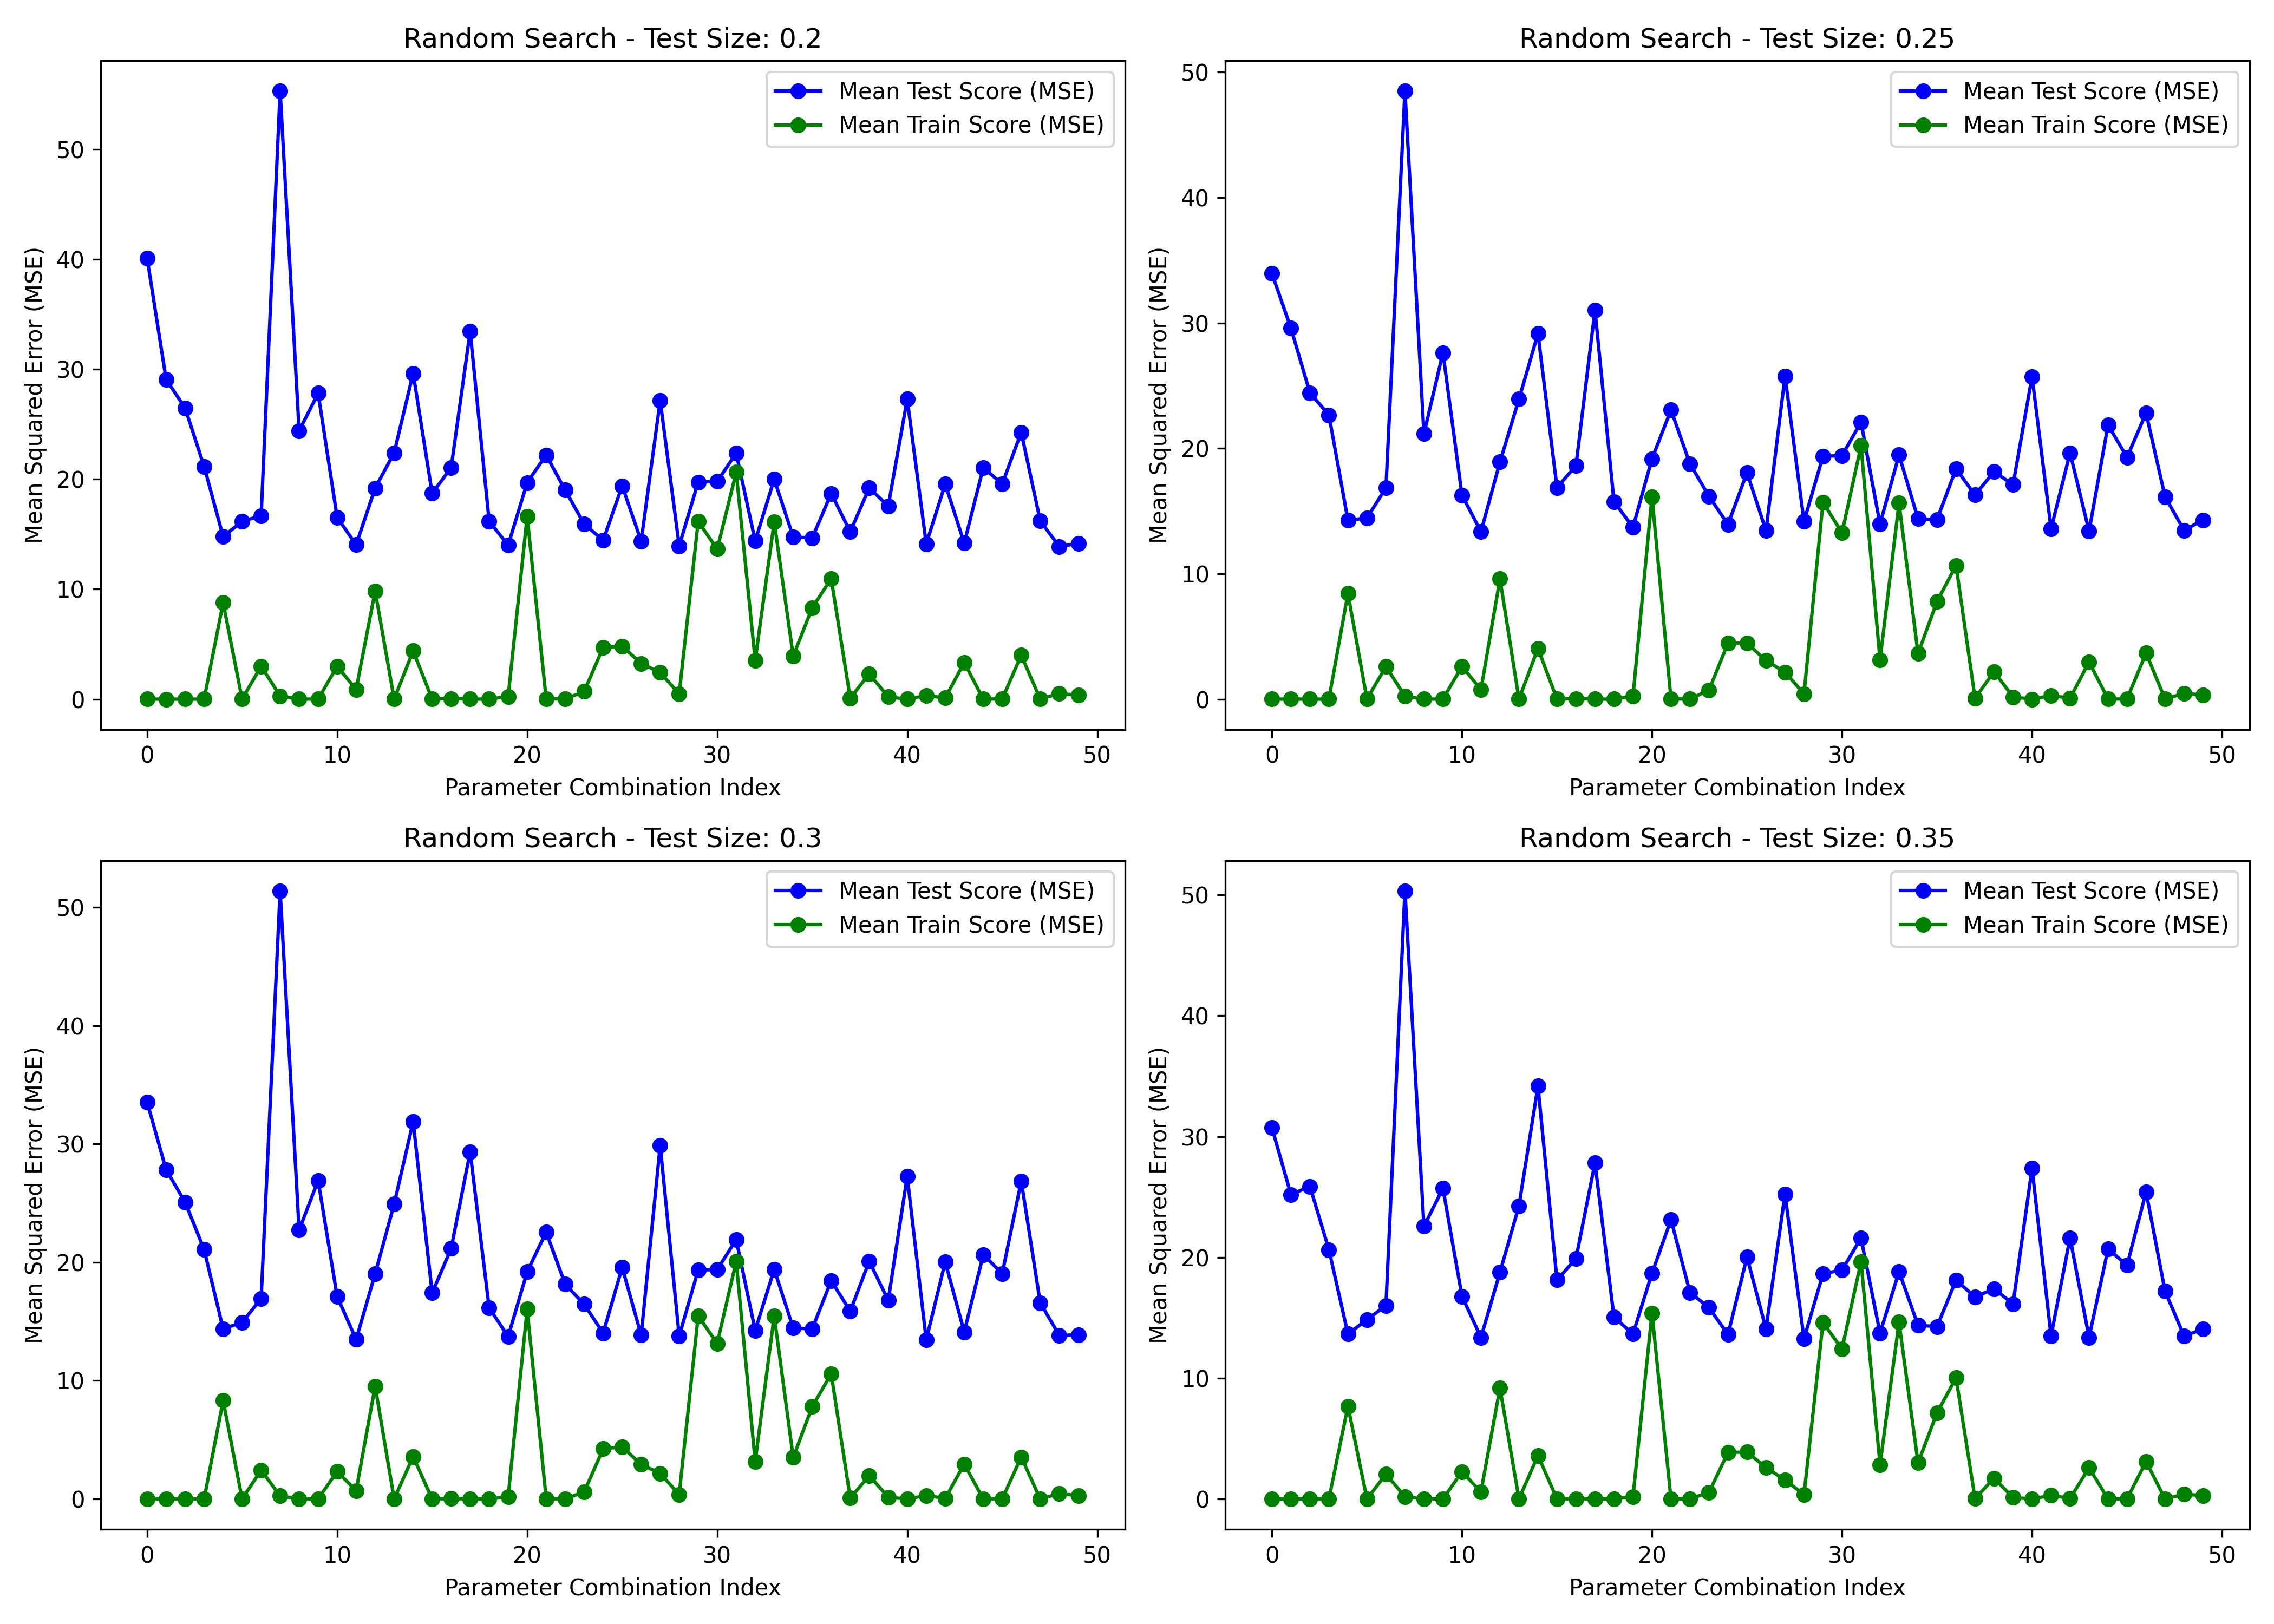 Random Search - Test Size: 0.2
Mean Squared Error (MSE)
50
40
30
20
10
0
Mean Test Score (MSE)
Mean Train Score (MSE)
0 10 20 30 40 50
Parameter Combination Index
Random Search - Test Size: 0.25
Mean Squared Error (MSE)
50
40
30
20
10
0
Mean Test Score (MSE)
Mean Train Score (MSE)
0 10 20 30 40 50
Parameter Combination Index
Random Search - Test Size: 0.3
Mean Squared Error (MSE)
50
40
30
20
10
0
Mean Test Score (MSE)
Mean Train Score (MSE)
0 10 20 30 40 50
Parameter Combination Index
Random Search - Test Size: 0.35
Mean Squared Error (MSE)
50
40
30
20
10
0
Mean Test Score (MSE)
Mean Train Score (MSE)
0 10 20 30 40 50
Parameter Combination Index